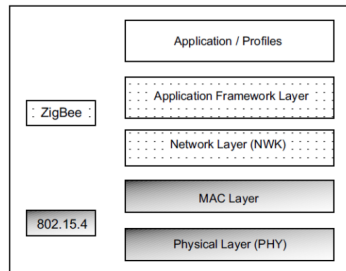 Application / Profiles
Application Framework Layer
ZigBee
Network Layer (NWK)
MAC Layer
802.15.4
Physical Layer (PHY)